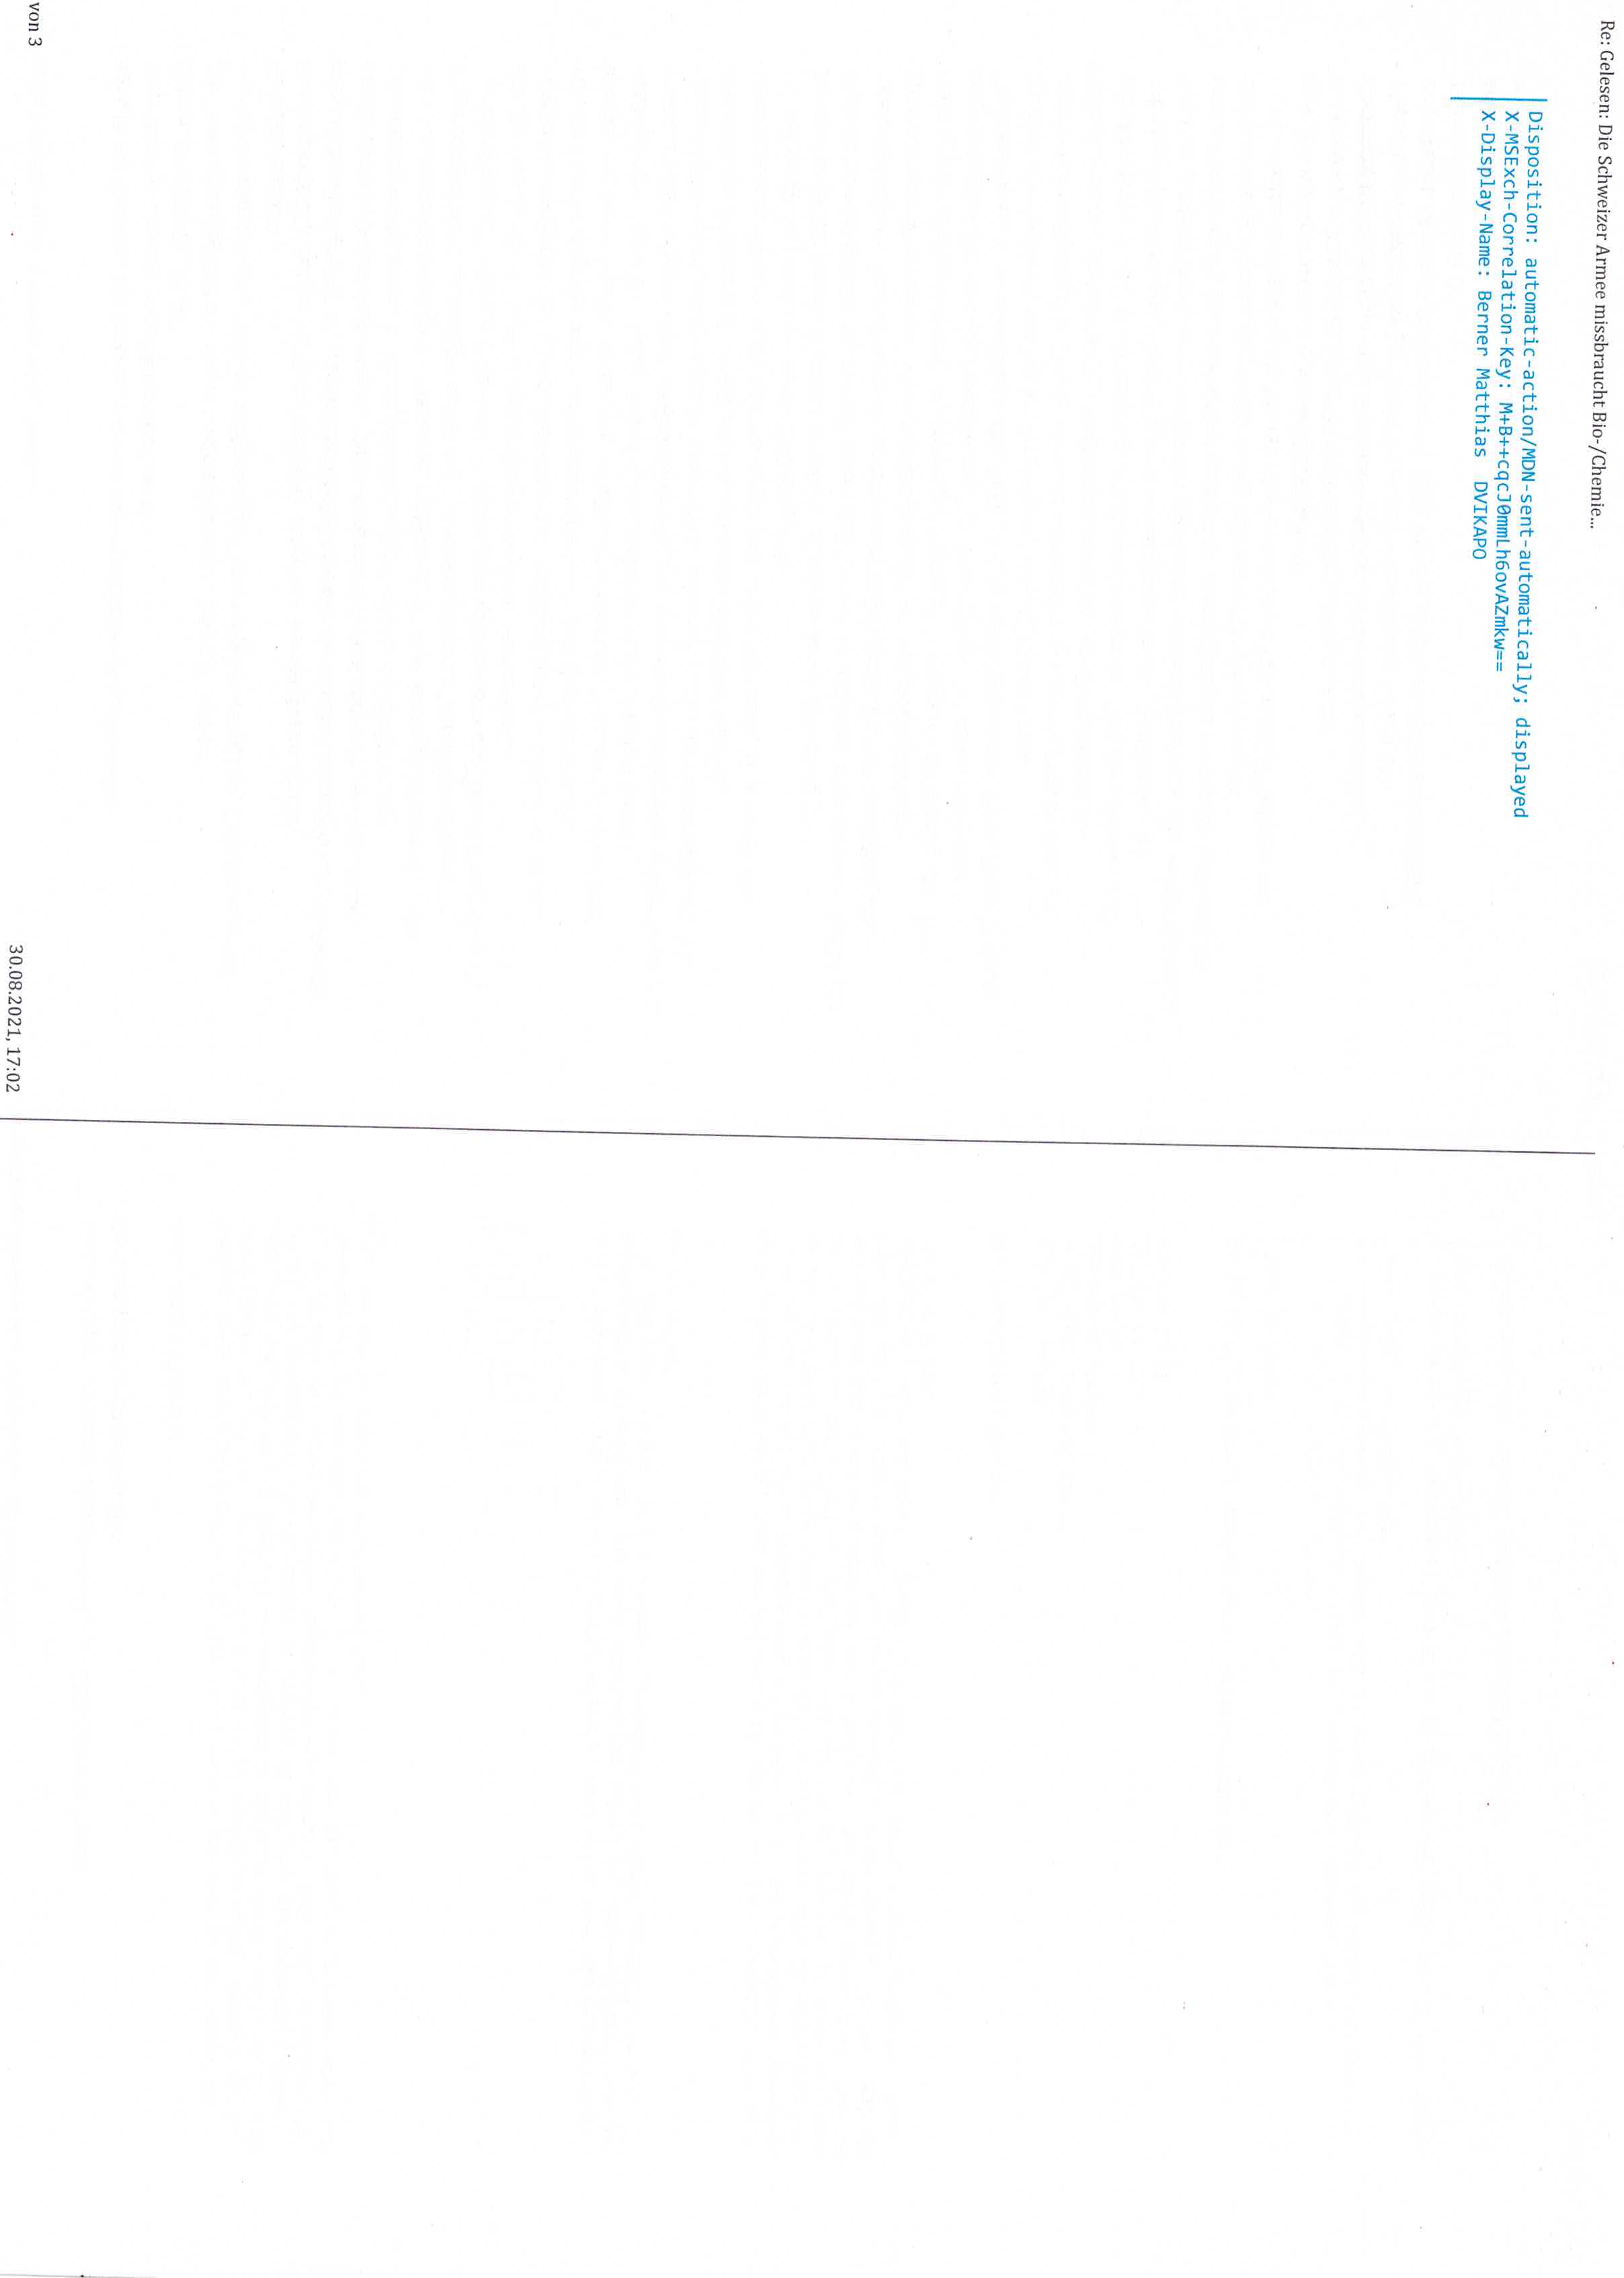 Re: Gelesen: Die Schweizer Armee missbraucht Bio-/Chemie...
Disposition: automatic-action/MDN-sent-automatically; displayed
X-MSExch-Correlation-Key: M+B++cqcJ0mmLh6ovAZmkw==
X-Display-Name: Berner Matthias DVIKAPO
von 3
30.08.2021, 17:02